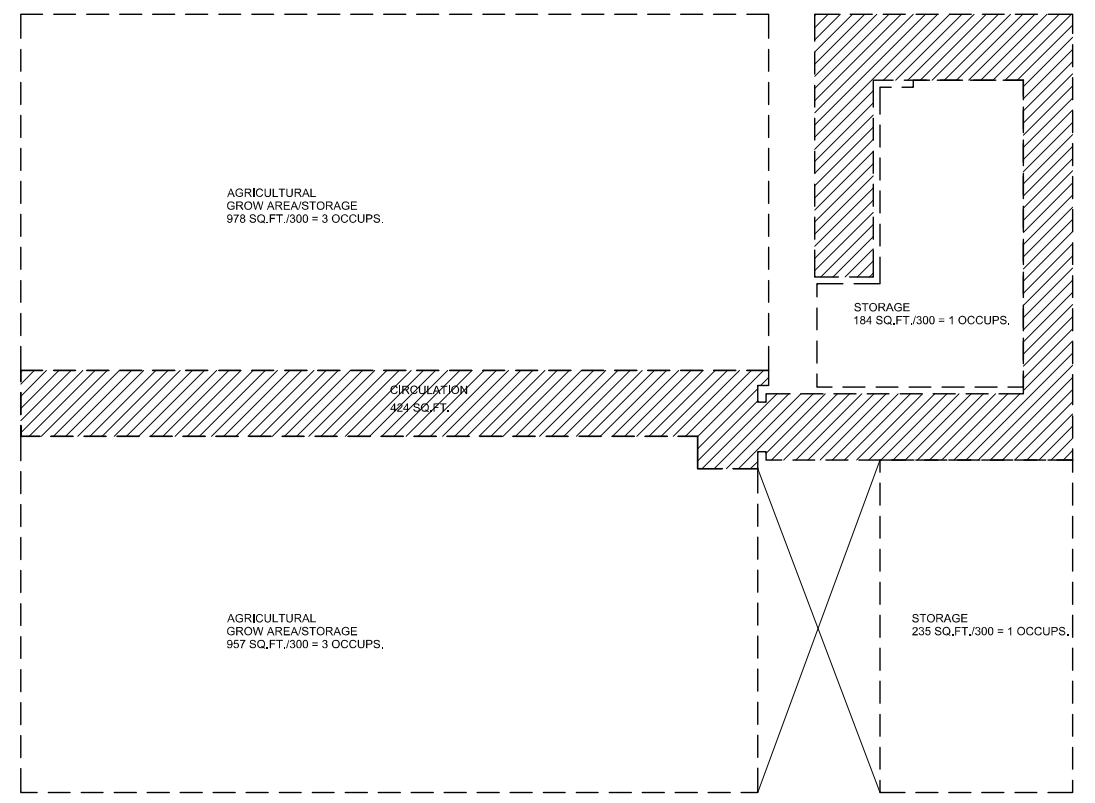 AGRICULTURAL
GROW AREA/STORAGE
978 SQ.FT./300 = 3 OCCUPS.
STORAGE
184 SQ.FT./300 = 1 OCCUPS.
CIRCULATION
424 SQ.FT.
AGRICULTURAL
GROW AREA/STORAGE
957 SQ.FT./300 = 3 OCCUPS.
STORAGE
235 SQ.FT./300 = 1 OCCUPS.